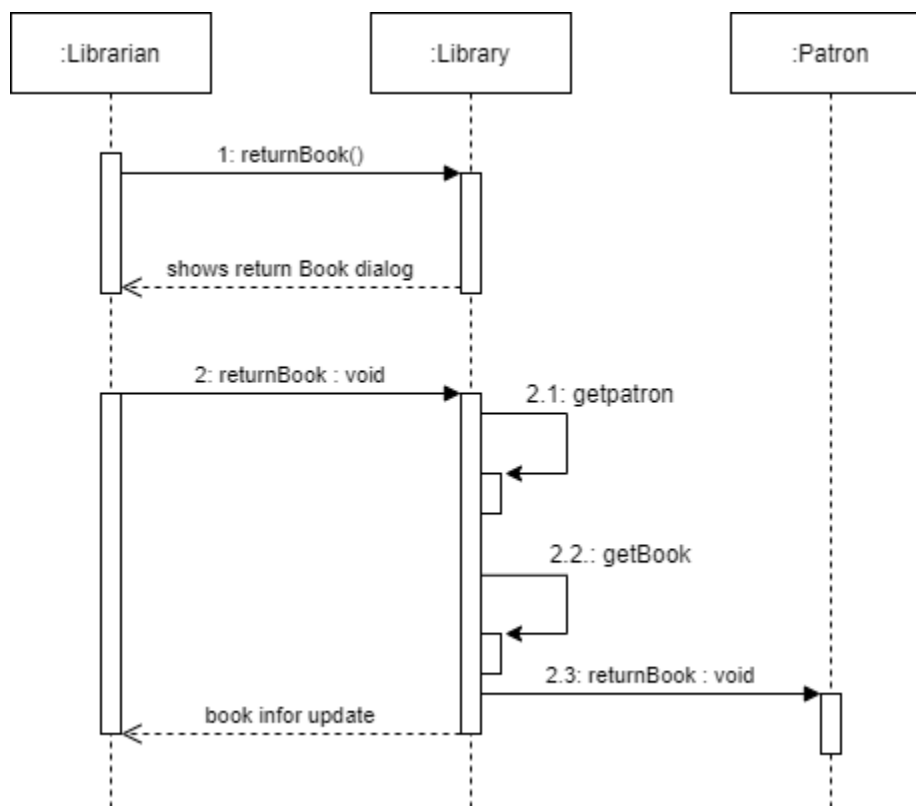 :Librarian
:Library
:Patron
1: returnBook()
shows return Book dialog
2: returnBook : void
2.1: getpatron
2.2.: getBook
2.3: returnBook : void
book infor update